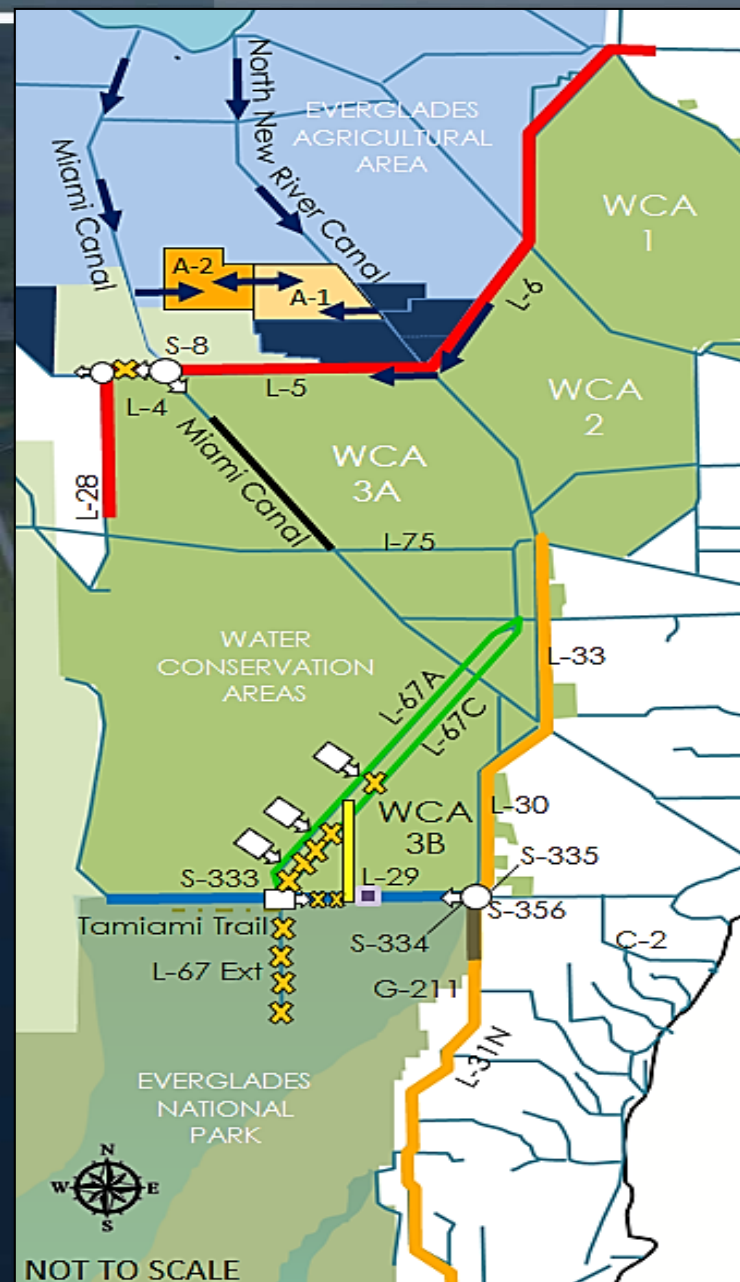 North New River Canal
EVERGLADES
AGRICULTURAL
AREA
Miami Canal
WCA
1
A-2
A-1
L-6
S-8
L-5
L-4
WCA
2
Miami Canal
WCA
3A
L-28
I-75
WATER
CONSERVATION
AREAS
L-33
L-67A
L-67C
WCA
3B
L-30
S-333
L-29
S-335
S-356
Tamiami Trail
S-334
C-2
L-67 Ext
G-211
L-31N
EVERGLADES
NATIONAL
PARK
N
W
E
S
NOT TO SCALE